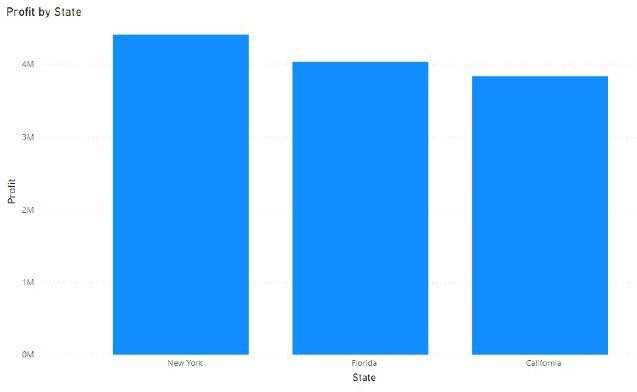 Profit by State
4M
3M
2M
1M
0M
Profit
New York
Florida
California
State